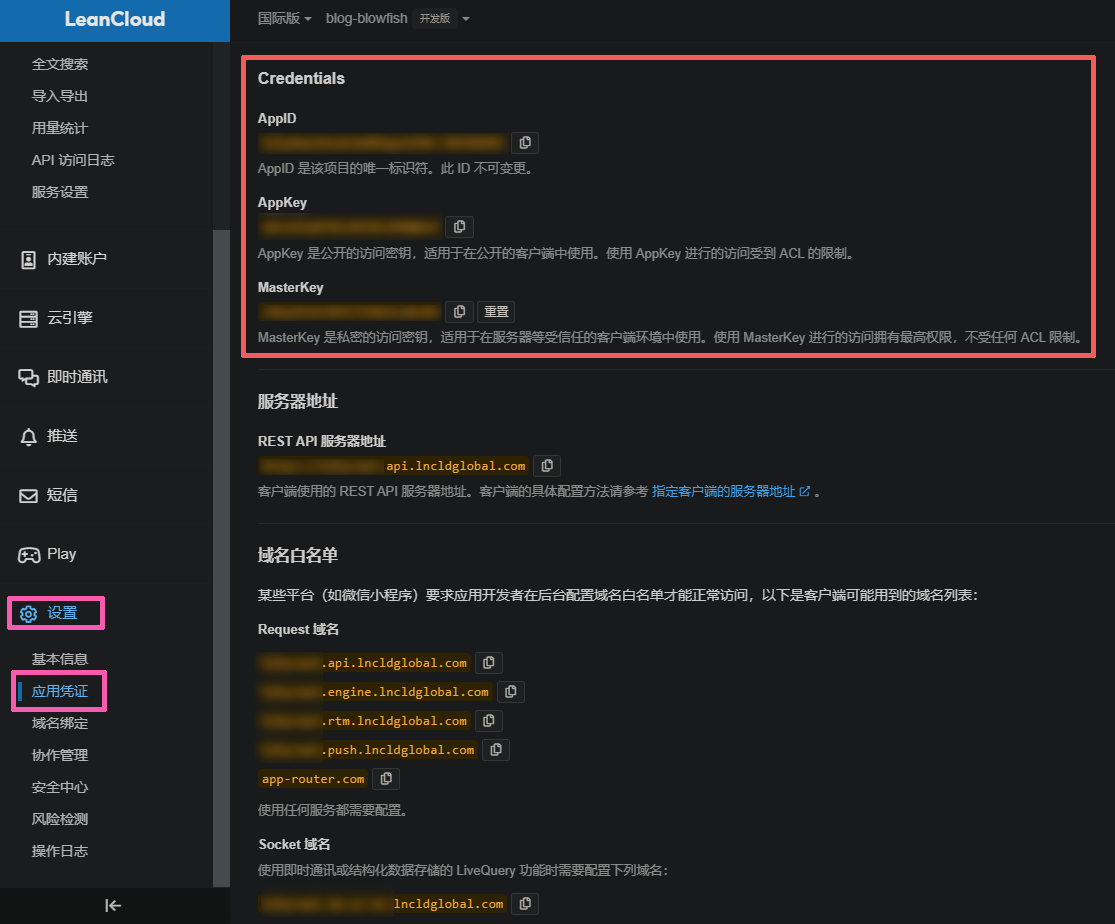 LeanCloud
国际版
blog-blowfish
开发版
全文搜索
导入导出
用量统计
API 访问日志
服务设置
内建账户
云引擎
即时通讯
推送
短信
Play
设置
基本信息
应用凭证
域名绑定
协作管理
安全中心
风险检测
操作日志
Credentials
AppID
AppID 是该项目的唯一标识符。此 ID 不可变更。
AppKey
AppKey 是公开的访问密钥，适用于在公开的客户端中使用。使用 AppKey 进行的访问受到 ACL 的限制。
MasterKey
重置
MasterKey 是私密的访问密钥，适用于在服务器等受信任的客户端环境中使用。使用 MasterKey 进行的访问拥有最高权限，不受任何 ACL 限制。
服务器地址
REST API 服务器地址
api.lncldglobal.com
客户端使用的 REST API 服务器地址。客户端的具体配置方法请参考 指定客户端的服务器地址 。
域名白名单
某些平台（如微信小程序）要求应用开发者在后台配置域名白名单才能正常访问，以下是客户端可能用到的域名列表：
Request 域名
.api.lncldglobal.com
.engine.lncldglobal.com
.rtm.lncldglobal.com
.push.lncldglobal.com
app-router.com
使用任何服务都需要配置。
Socket 域名
使用即时通讯或结构化数据存储的 LiveQuery 功能时需要配置下列域名：
lncldglobal.com